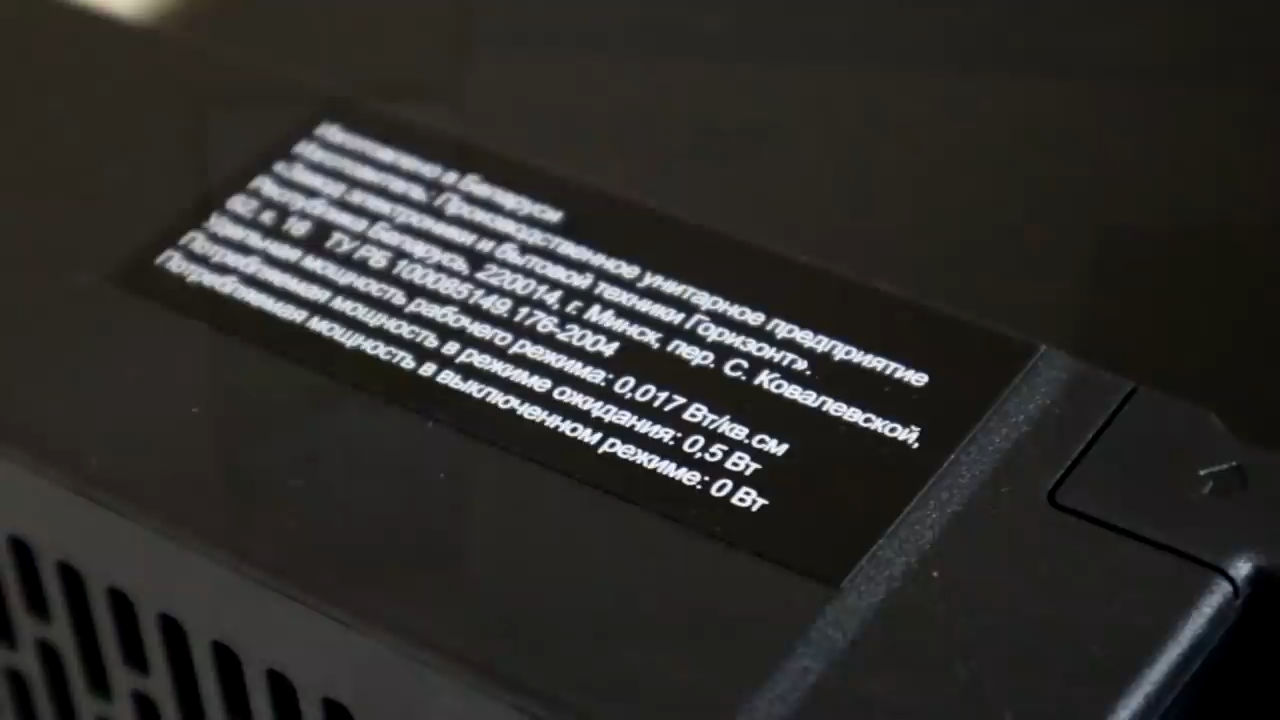 Изготовлено в Беларуси
Изготовитель: Производственное унитарное предприятие
«Завод электроники и бытовой техники Горизонт».
Республика Беларусь, 220014, г. Минск, пер. С. Ковалевской,
62 к. 16 ТУ РБ 100085149.176-2004
Удельная мощность рабочего режима: 0,017 Вт/кв.см
Потребляемая мощность в режиме ожидания: 0,5 Вт
Потребляемая мощность в выключенном режиме: 0 Вт